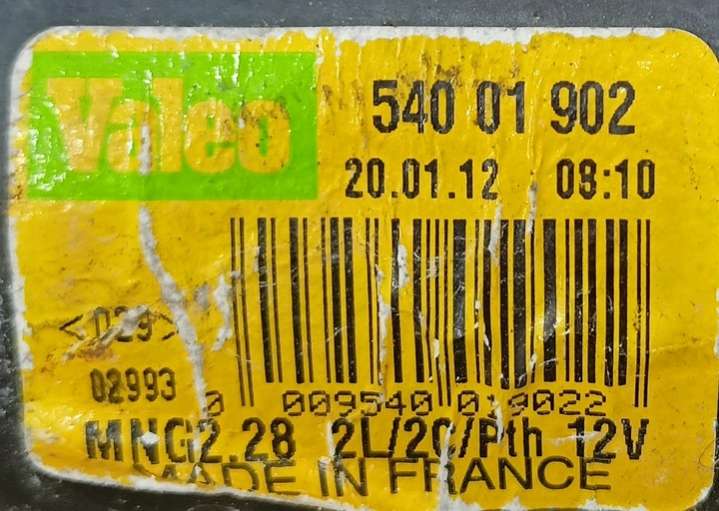 Valeo
540 01 902
20.01.12 08:10
<029>
02993
0 009540 019022
MNG2.28 2L/2C/Pth 12V
MADE IN FRANCE